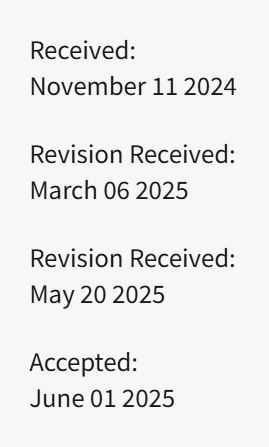 Received:
November 11 2024
Revision Received:
March 06 2025
Revision Received:
May 20 2025
Accepted:
June 01 2025